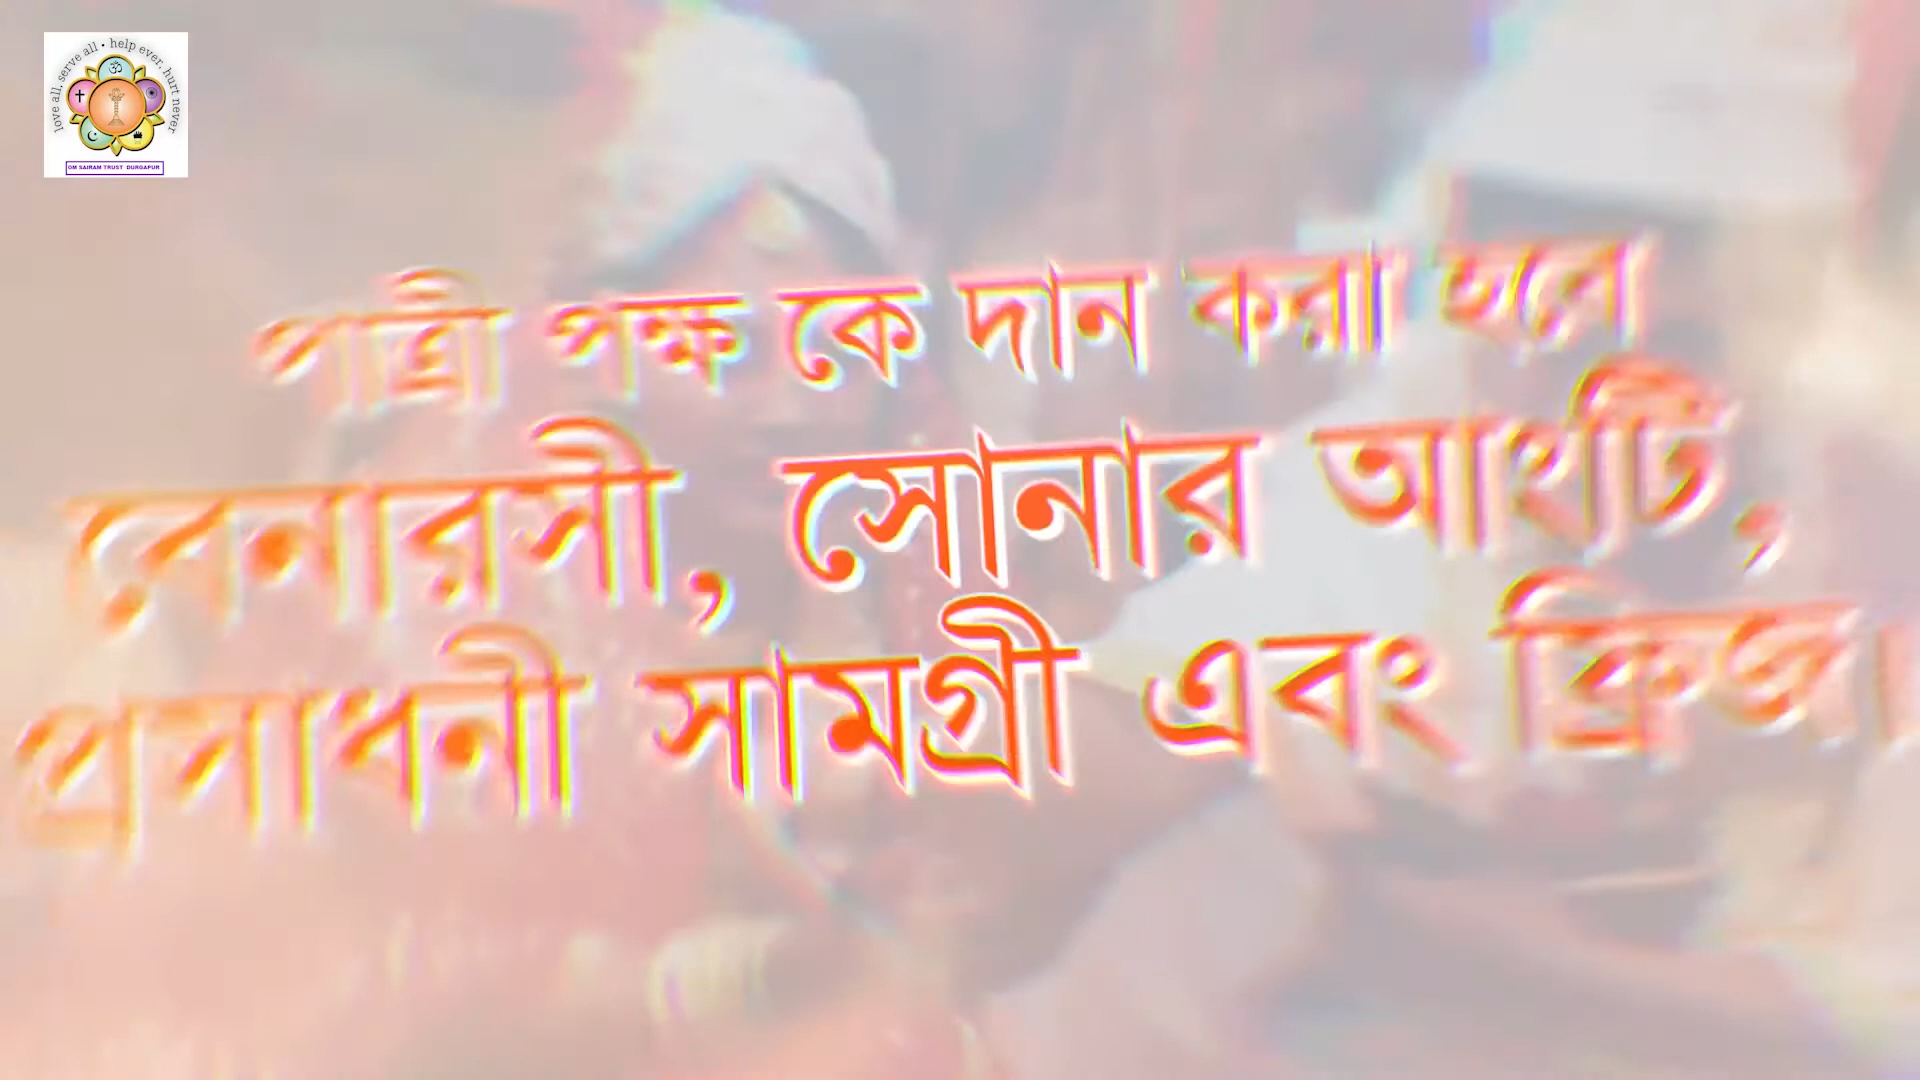 love all, serve all • help ever, hurt never
OM SAIRAM TRUST DURGAPUR
পাত্রী পক্ষ কে দান করা হবে
বেনারসী, সোনার আংটি,
প্রসাধনী সামগ্রী এবং ফ্রিজ।